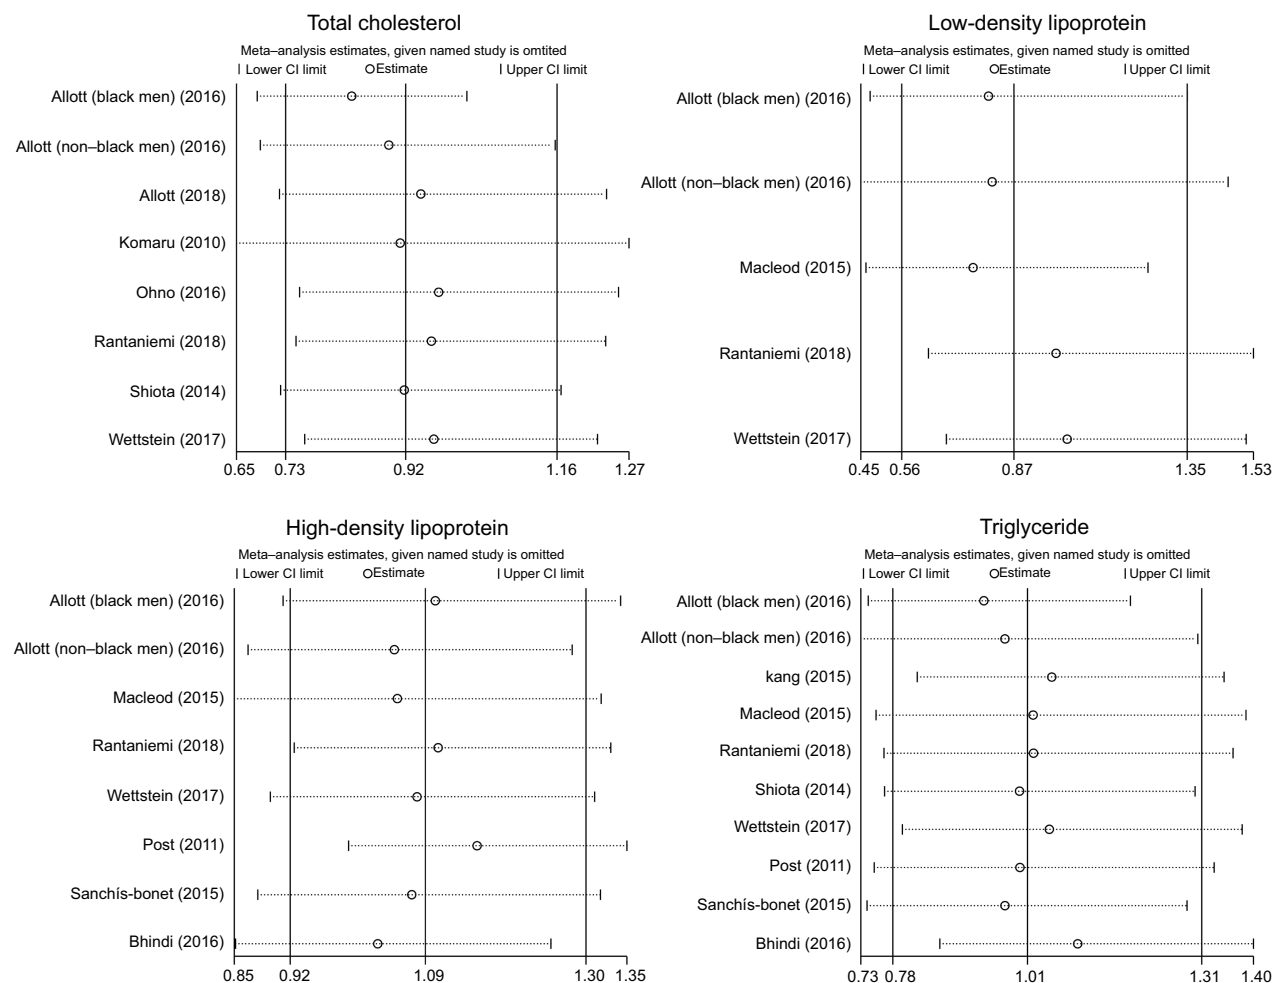 Total cholesterol
Meta–analysis estimates, given named study is omtited
| Lower CI limit
Estimate
| Upper CI limit
Allott (black men) (2016)
Allott (non–black men) (2016)
Allott (2018)
Komaru (2010)
Ohno (2016)
Rantaniemi (2018)
Shiota (2014)
Wettstein (2017)
0.65 0.73 0.92 1.16 1.27
Low-density lipoprotein
Meta–analysis estimates, given named study is omitted
| Lower CI limit
Estimate
| Upper CI limit
Allott (black men) (2016)
Allott (non–black men) (2016)
Macleod (2015)
Rantaniemi (2018)
Wettstein (2017)
0.45 0.56 0.87 1.35 1.53
High-density lipoprotein
Meta–analysis estimates, given named study is omitted
| Lower CI limit
Estimate
| Upper CI limit
Allott (black men) (2016)
Allott (non–black men) (2016)
Macleod (2015)
Rantaniemi (2018)
Wettstein (2017)
Post (2011)
Sanchís-bonet (2015)
Bhindi (2016)
0.85 0.92 1.09 1.30 1.35
Triglyceride
Meta–analysis estimates, given named study is omitted
| Lower CI limit
Estimate
| Upper CI limit
Allott (black men) (2016)
Allott (non–black men) (2016)
kang (2015)
Macleod (2015)
Rantaniemi (2018)
Shiota (2014)
Wettstein (2017)
Post (2011)
Sanchís-bonet (2015)
Bhindi (2016)
0.73 0.78 1.01 1.31 1.40